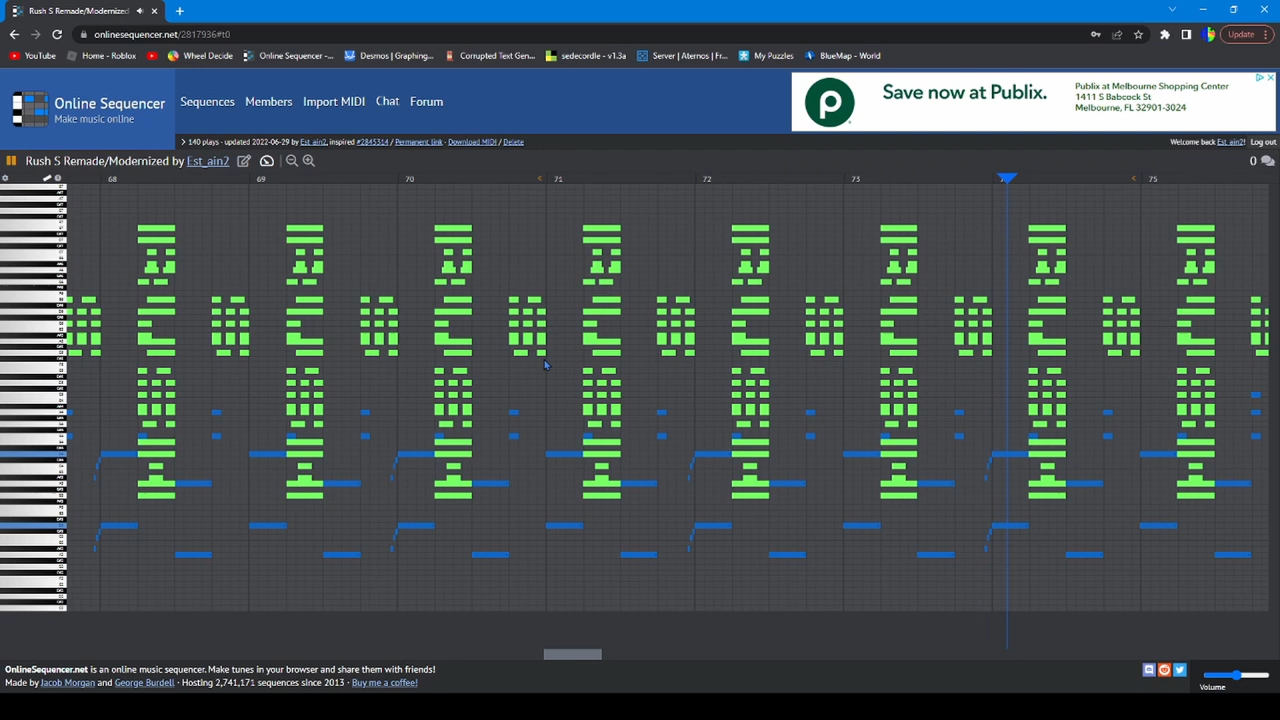 Rush S Remade/Modernized
onlinesequencer.net/2817936#t0
Update
YouTube Home - Roblox Wheel Decide Online Sequencer -... Desmos | Graphing... Corrupted Text Gen... sedecordle - v1.3a Server | Aternos | Fr... My Puzzles BlueMap - World
Online Sequencer
Make music online
Sequences Members Import MIDI Chat Forum
Save now at Publix.
Publix at Melbourne Shopping Center
1411 S Babcock St
Melbourne, FL 32901-3024
140 plays - updated 2022-06-29 by Est_ain2, inspired #2845314 / Permanent link - Download MIDI / Delete
Welcome back Est_ain2! Log out
Rush S Remade/Modernized by Est_ain2
0
68 69 70 71 72 73 75
OnlineSequencer.net is an online music sequencer. Make tunes in your browser and share them with friends!
Made by Jacob Morgan and George Burdell · Hosting 2,741,171 sequences since 2013 · Buy me a coffee!
Volume